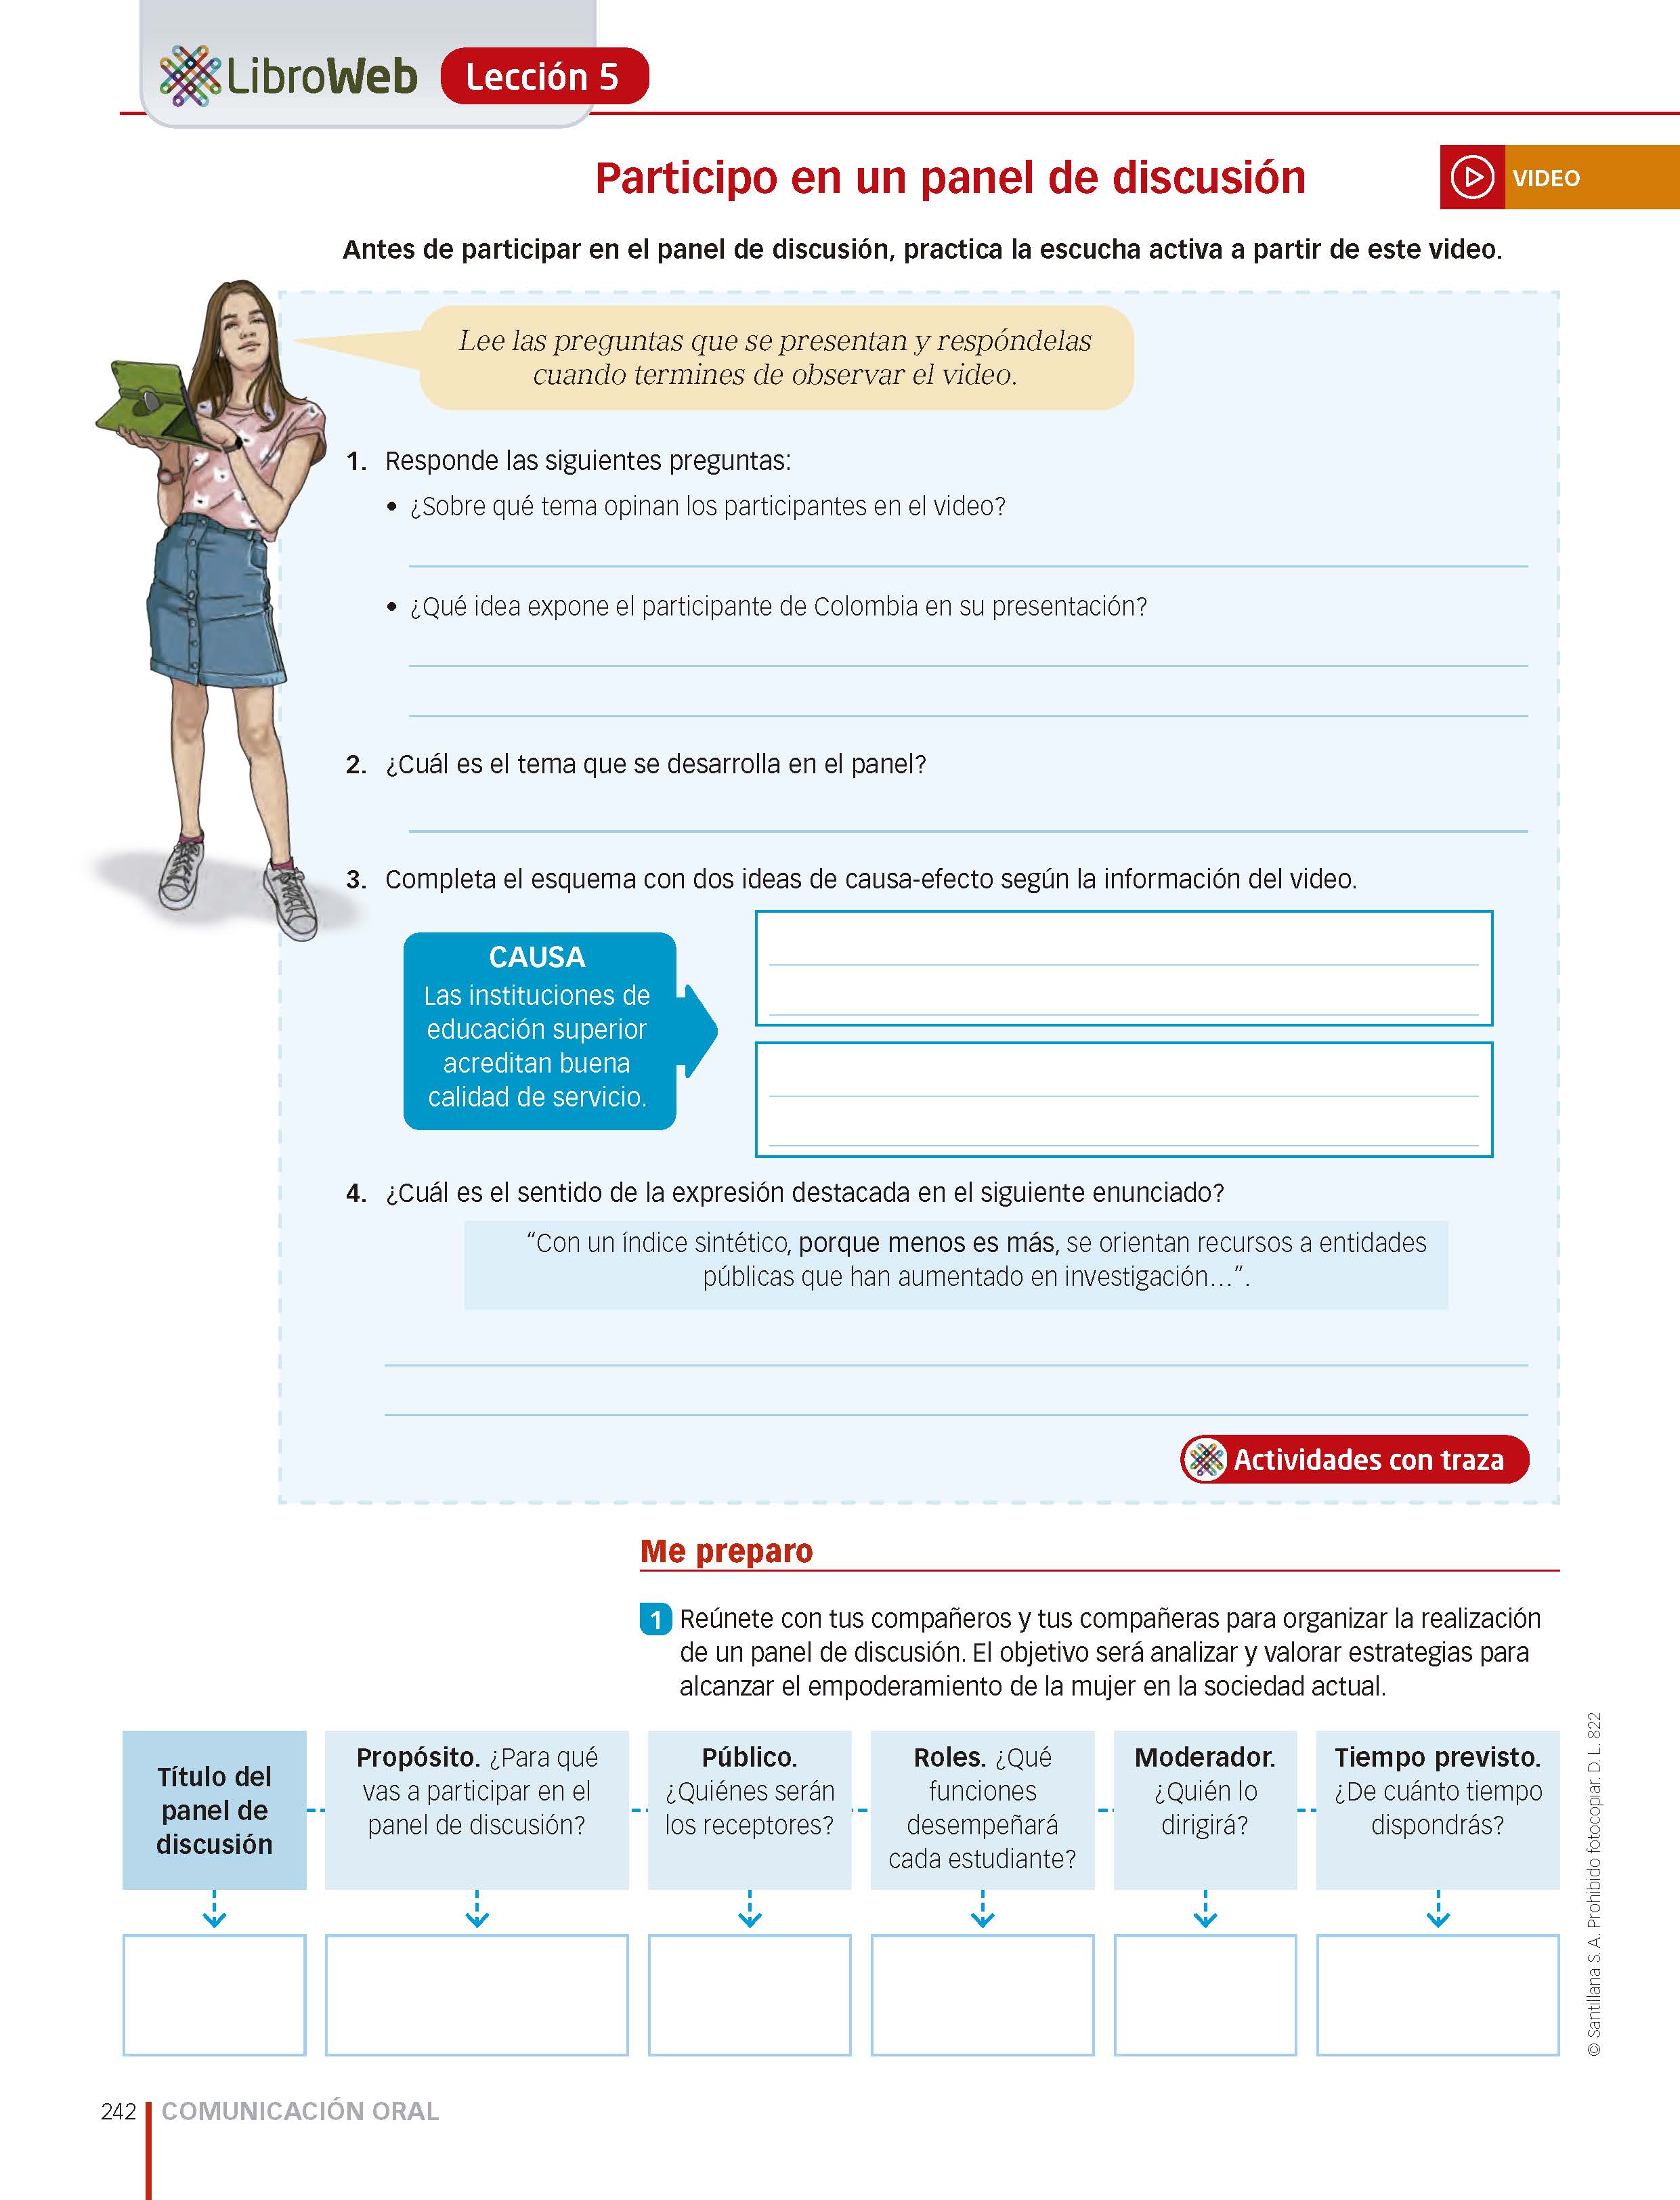 LibroWeb Lección 5
Participo en un panel de discusión
VIDEO
Antes de participar en el panel de discusión, practica la escucha activa a partir de este video.
Lee las preguntas que se presentan y respóndelas
cuando termines de observar el video.
1. Responde las siguientes preguntas:
• ¿Sobre qué tema opinan los participantes en el video?
• ¿Qué idea expone el participante de Colombia en su presentación?
2. ¿Cuál es el tema que se desarrolla en el panel?
3. Completa el esquema con dos ideas de causa-efecto según la información del video.
CAUSA
Las instituciones de
educación superior
acreditan buena
calidad de servicio.
4. ¿Cuál es el sentido de la expresión destacada en el siguiente enunciado?
“Con un índice sintético, porque menos es más, se orientan recursos a entidades
públicas que han aumentado en investigación…”.
Actividades con traza
Me preparo
1 Reúnete con tus compañeros y tus compañeras para organizar la realización
de un panel de discusión. El objetivo será analizar y valorar estrategias para
alcanzar el empoderamiento de la mujer en la sociedad actual.
Título del
panel de
discusión
Propósito. ¿Para qué
vas a participar en el
panel de discusión?
Público.
¿Quiénes serán
los receptores?
Roles. ¿Qué
funciones
desempeñará
cada estudiante?
Moderador.
¿Quién lo
dirigirá?
Tiempo previsto.
¿De cuánto tiempo
dispondrás?
© Santillana S. A. Prohibido fotocopiar. D. L. 822
242 COMUNICACIÓN ORAL